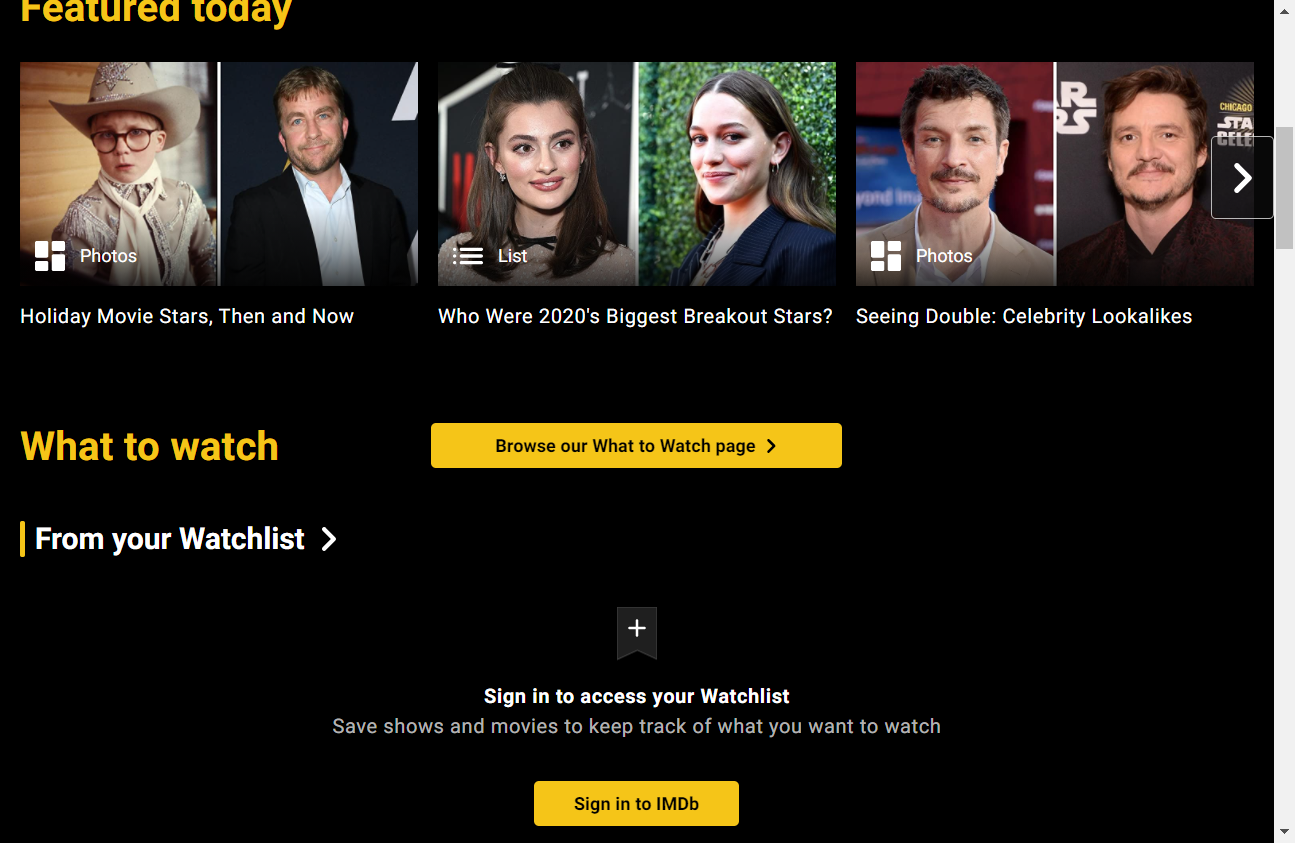 Featured today
Photos
List
Photos
Holiday Movie Stars, Then and Now
Who Were 2020's Biggest Breakout Stars?
Seeing Double: Celebrity Lookalikes
What to watch
Browse our What to Watch page
From your Watchlist
Sign in to access your Watchlist
Save shows and movies to keep track of what you want to watch
Sign in to IMDb